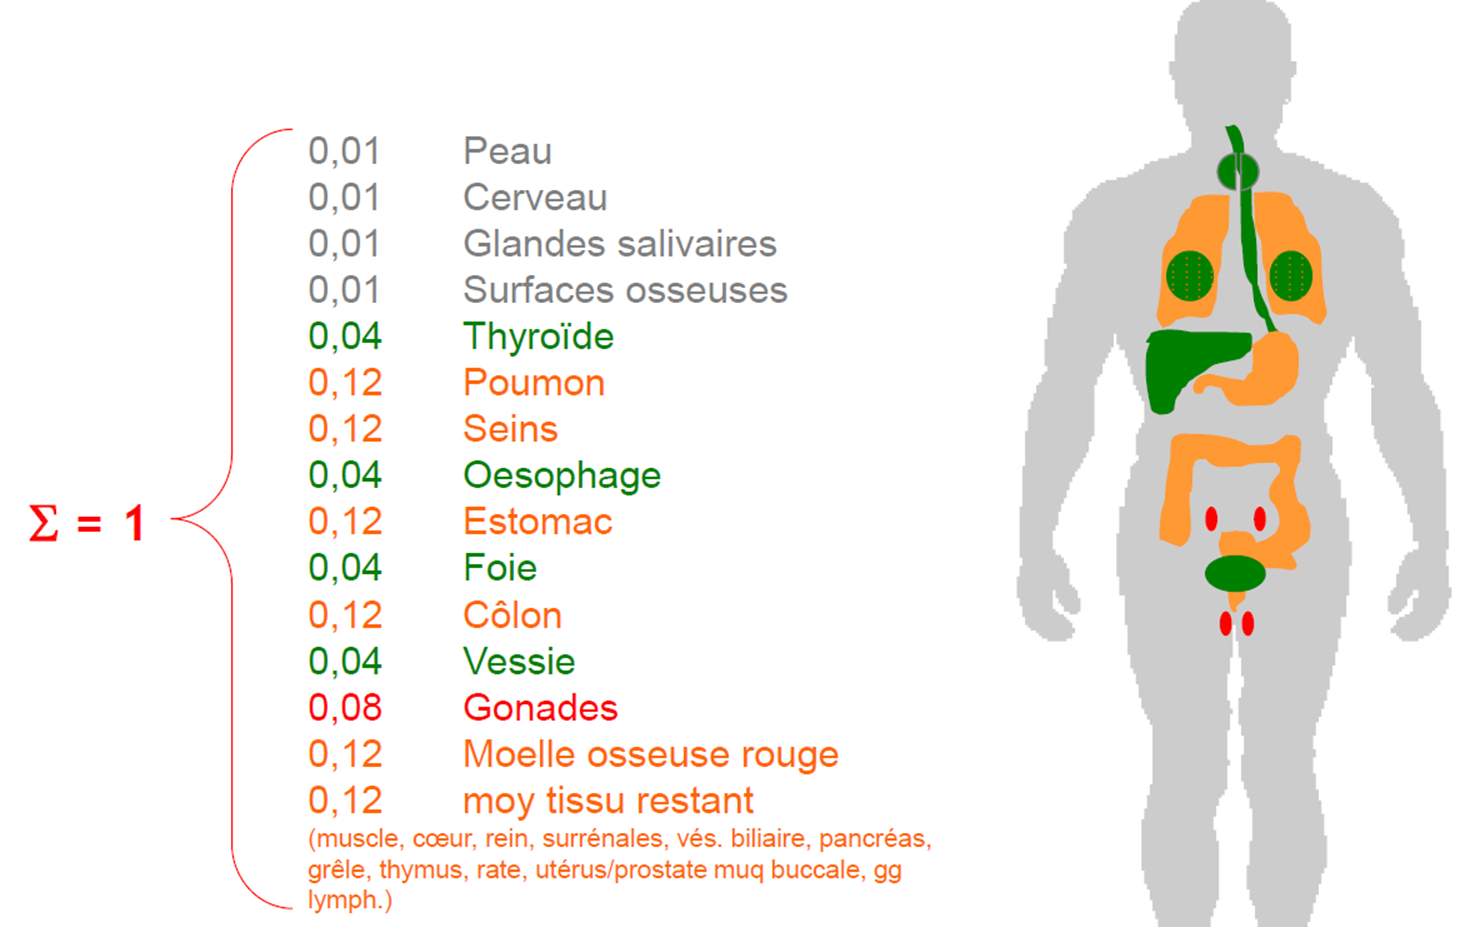 0,01 Peau
0,01 Cerveau
0,01 Glandes salivaires
0,01 Surfaces osseuses
0,04 Thyroïde
0,12 Poumon
0,12 Seins
0,04 Oesophage
Σ = 1
0,12 Estomac
0,04 Foie
0,12 Côlon
0,04 Vessie
0,08 Gonades
0,12 Moelle osseuse rouge
0,12 moy tissu restant
(muscle, cœur, rein, surrénales, vés. biliaire, pancréas,
grêle, thymus, rate, utérus/prostate muq buccale, gg
lymph.)